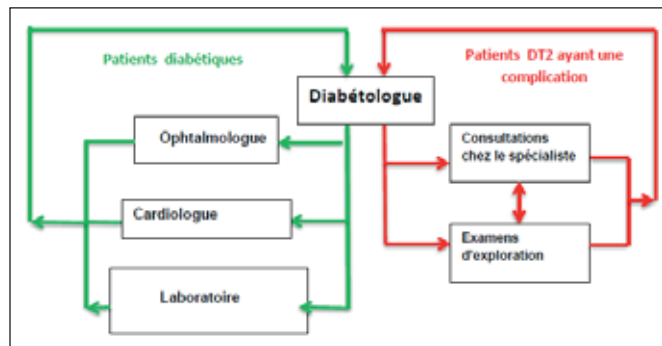 Patients diabétiques
Patients DT2 ayant une
complication
Diabétologue
Ophtalmologue
Consultations
chez le spécialiste
Cardiologue
Examens
d'exploration
Laboratoire